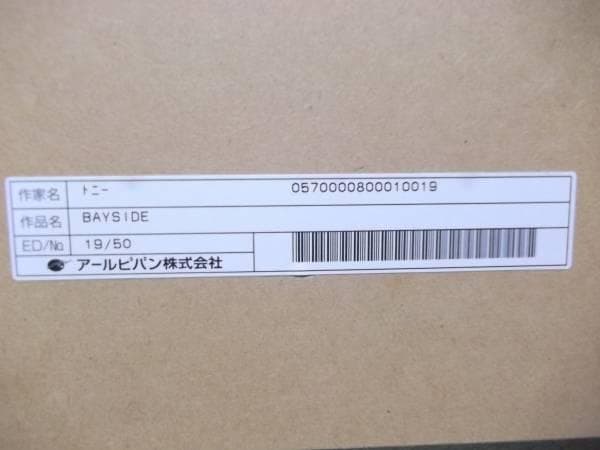 作家名 ﾄﾆｰ 0570000800010019
作品名 BAYSIDE
ED/No 19/50
アールビバン株式会社